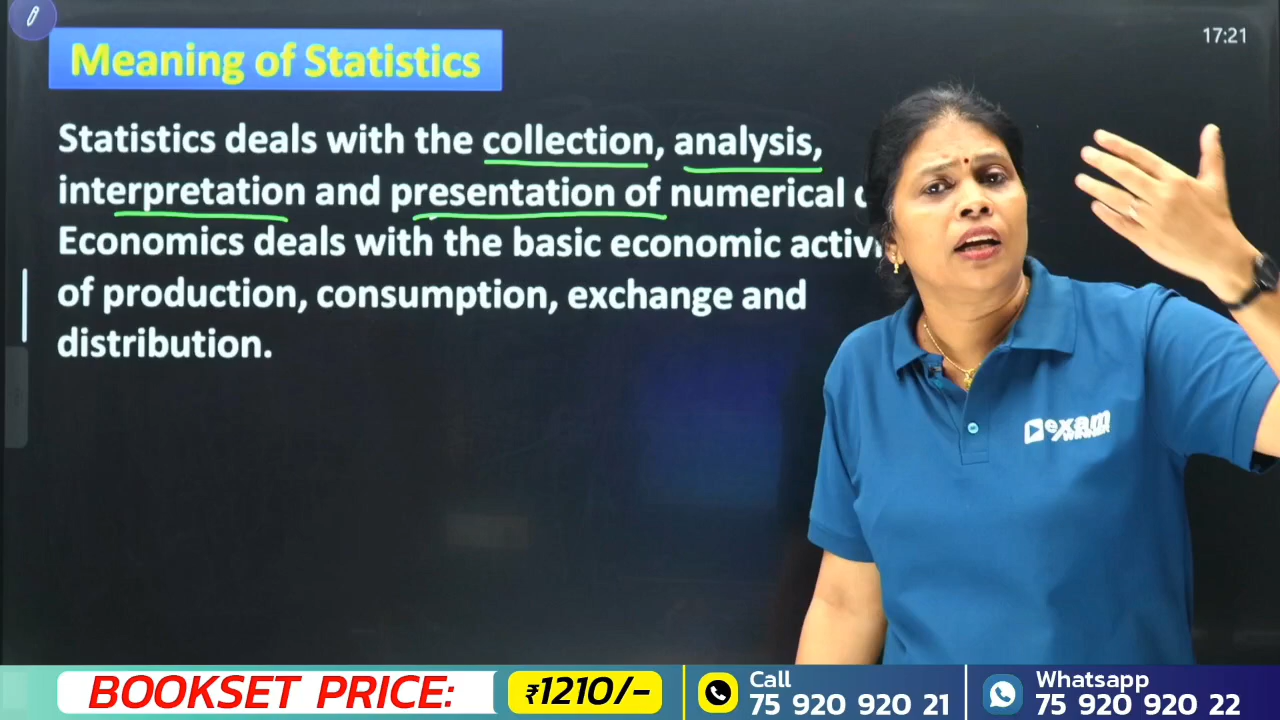 Meaning of Statistics
17:21
Statistics deals with the collection, analysis,
interpretation and presentation of numerical
Economics deals with the basic economic
of production, consumption, exchange and
distribution.
exam
BOOKSET PRICE:
₹1210/-
Call
75 920 920 21
Whatsapp
75 920 920 22